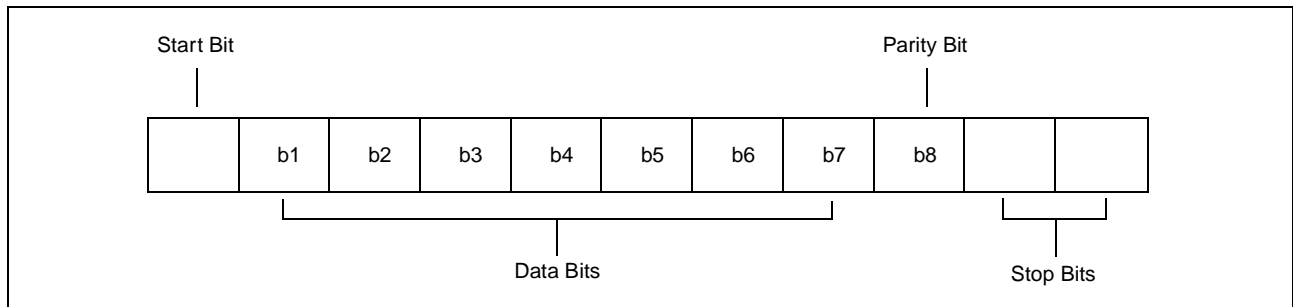 Start Bit Parity Bit
b1 b2 b3 b4 b5 b6 b7 b8
Data Bits Stop Bits